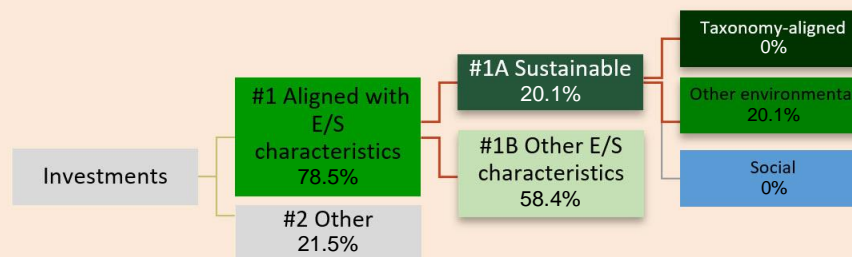 Investments
#1 Aligned with
E/S
characteristics
78.5%
#2 Other
21.5%
#1A Sustainable
20.1%
#1B Other E/S
characteristics
58.4%
Taxonomy-aligned
0%
Other environmenta
20.1%
Social
0%